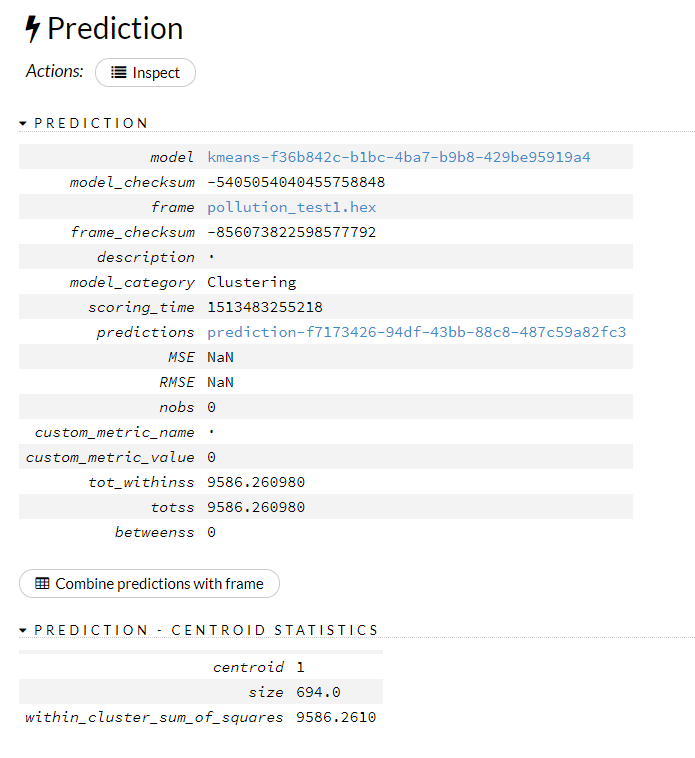 Prediction
Actions: Inspect
PREDICTION
model kmeans-f36b842c-b1bc-4ba7-b9b8-429be95919a4
model_checksum -5405054040455758848
frame pollution_test1.hex
frame_checksum -856073822598577792
description ·
model_category Clustering
scoring_time 1513483255218
predictions prediction-f7173426-94df-43bb-88c8-487c59a82fc3
MSE NaN
RMSE NaN
nobs 0
custom_metric_name ·
custom_metric_value 0
tot_withinss 9586.260980
totss 9586.260980
betweenss 0
Combine predictions with frame
PREDICTION - CENTROID STATISTICS
centroid 1
size 694.0
within_cluster_sum_of_squares 9586.2610